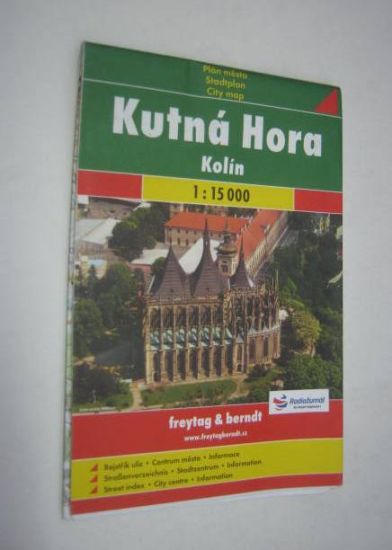 Plán města
Stadtplan
City map
Kutná Hora
Kolín
1 : 15 000
Radiožurnál
freytag & berndt
www.freytagberndt.cz
Rejstřík ulic • Centrum města • Informace
Straßenverzeichnis • Stadtzentrum • Information
Street index • City centre • Information